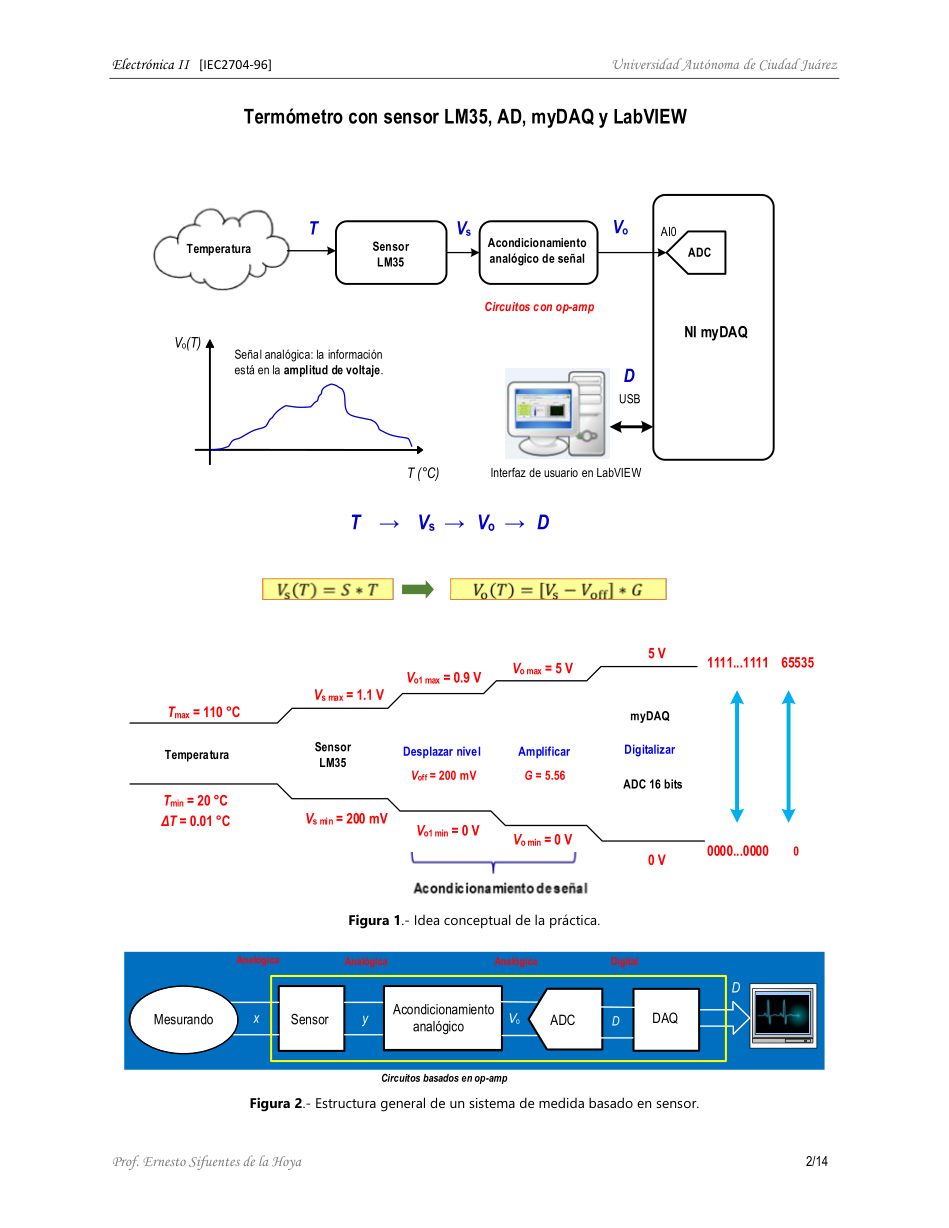 Electrónica II [IEC2704-96] Universidad Autónoma de Ciudad Juárez
Termómetro con sensor LM35, AD, myDAQ y LabVIEW
Temperatura
T
Sensor
LM35
Vs
Acondicionamiento
analógico de señal
Vo
AI0
ADC
Circuitos con op-amp
NI myDAQ
Vo(T)
Señal analógica: la información
está en la amplitud de voltaje.
T (°C)
D
USB
Interfaz de usuario en LabVIEW
T → Vs → Vo → D
Vs(T) = S * T
Vo(T) = [Vs − Voff] * G
Tmax = 110 °C
Vs max = 1.1 V
Vo1 max = 0.9 V
Vo max = 5 V
5 V
1111...1111 65535
Temperatura
Sensor
LM35
Desplazar nivel
Voff = 200 mV
Amplificar
G = 5.56
myDAQ
Digitalizar
ADC 16 bits
Tmin = 20 °C
ΔT = 0.01 °C
Vs min = 200 mV
Vo1 min = 0 V
Vo min = 0 V
0 V
0000...0000 0
Acondicionamiento de señal
Figura 1.- Idea conceptual de la práctica.
Analógica Analógica Analógica Digital
Mesurando
x
Sensor
y
Acondicionamiento
analógico
Vo
ADC
D
DAQ
D
Circuitos basados en op-amp
Figura 2.- Estructura general de un sistema de medida basado en sensor.
Prof. Ernesto Sifuentes de la Hoya 2/14